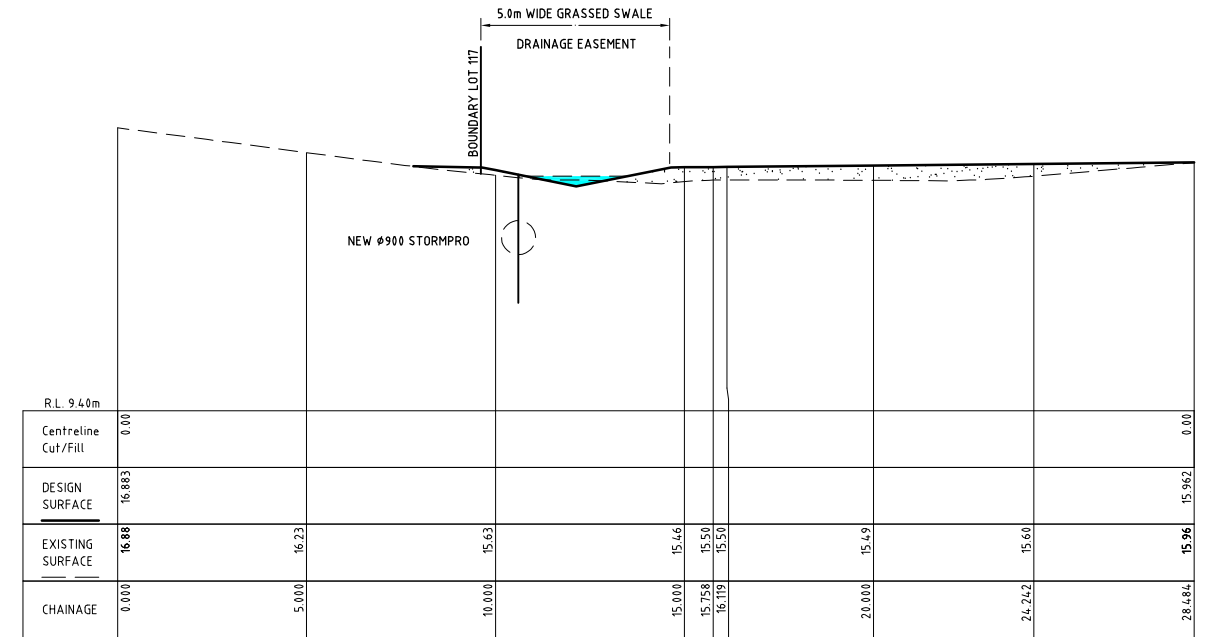 5.0m WIDE GRASSED SWALE
DRAINAGE EASEMENT
BOUNDARY LOT 117
NEW Ø900 STORMPRO
R.L. 9.40m
Centreline
Cut/Fill
0.00
0.00
DESIGN
SURFACE
16.883
15.962
EXISTING
SURFACE
16.88
16.23
15.63
15.46
15.50
15.50
15.49
15.60
15.96
CHAINAGE
0.000
5.000
10.000
15.000
15.758
16.119
20.000
24.242
28.484